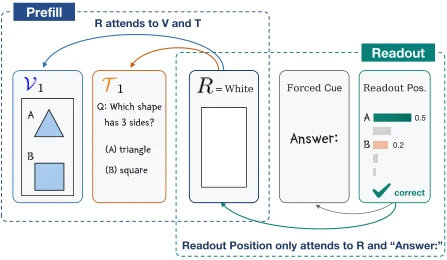 Prefill
R attends to V and T
Readout
𝒱1
A
B
𝒯1
Q: Which shape
has 3 sides?
(A) triangle
(B) square
R = White
Forced Cue
Answer:
Readout Pos.
A 0.5
B 0.2
correct
Readout Position only attends to R and “Answer:”